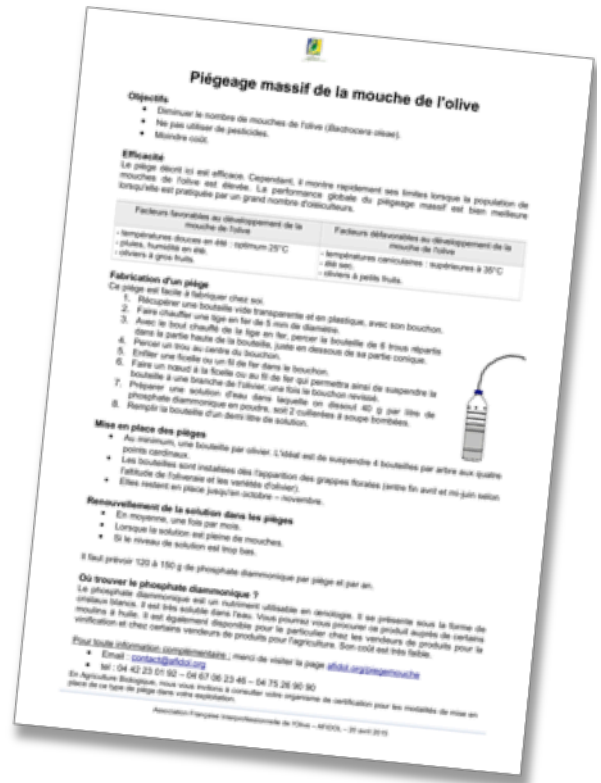 Piégeage massif de la mouche de l'olive
Objectifs
• Diminuer le nombre de mouches de l'olive (Bactrocera oleae).
• Ne pas utiliser de pesticides.
• Moindre coût.
Efficacité
Le piège décrit ici est efficace. Cependant, il montre rapidement ses limites lorsque la population de
mouches de l'olive est élevée. La performance globale du piégeage massif est bien meilleure
lorsqu'elle est pratiquée par un grand nombre d'oléiculteurs.
Facteurs favorables au développement de la
mouche de l'olive
Facteurs défavorables au développement de la
mouche de l'olive
- températures douces en été : optimum 25°C
- pluies, humidité en été.
- oliviers à gros fruits.
- températures caniculaires : supérieures à 35°C
- été sec.
- oliviers à petits fruits.
Fabrication d'un piège
Ce piège est facile à fabriquer chez soi.
1. Récupérer une bouteille vide transparente et en plastique, avec son bouchon.
2. Faire chauffer une tige en fer de 5 mm de diamètre.
3. Avec le bout chauffé de la tige en fer, percer la bouteille de 6 trous répartis
dans la partie haute de la bouteille, juste en dessous de sa partie conique.
4. Percer un trou au centre du bouchon.
5. Enfiler une ficelle ou un fil de fer dans le bouchon.
6. Faire un nœud à la ficelle ou au fil de fer qui permettra ainsi de suspendre la
bouteille à une branche de l'olivier, une fois le bouchon revissé.
7. Préparer une solution d'eau dans laquelle on dissout 40 g par litre de
phosphate diammonique en poudre, soit 2 cuillerées à soupe bombées.
8. Remplir la bouteille d'un demi litre de solution.
Mise en place des pièges
• Au minimum, une bouteille par olivier. L'idéal est de suspendre 4 bouteilles par arbre aux quatre
points cardinaux.
• Les bouteilles sont installées dès l'apparition des grappes florales (entre fin avril et mi-juin selon
l'altitude de l'oliveraie et les variétés d'olivier).
• Elles restent en place jusqu'en octobre – novembre.
Renouvellement de la solution dans les pièges
• En moyenne, une fois par mois.
• Lorsque la solution est pleine de mouches.
• Si le niveau de solution est trop bas.
Il faut prévoir 120 à 150 g de phosphate diammonique par piège et par an.
Où trouver le phosphate diammonique ?
Le phosphate diammonique est un nutriment utilisable en œnologie. Il se présente sous la forme de
cristaux blancs. Il est très soluble dans l'eau. Vous pourrez vous procurer ce produit auprès de certains
moulins à huile. Il est également disponible pour le particulier chez les vendeurs de produits pour la
vinification et chez certains vendeurs de produits pour l'agriculture. Son coût est très faible.
Pour toute information complémentaire : merci de visiter la page afidol.org/piegemouche
• Email : contact@afidol.org
• tel : 04 42 23 01 92 – 04 67 06 23 46 – 04 75 26 90 90
En Agriculture Biologique, nous vous invitons à consulter votre organisme de certification pour les modalités de mise en
place de ce type de piège dans votre exploitation.
Association Française Interprofessionnelle de l'Olive – AFIDOL – 20 avril 2015